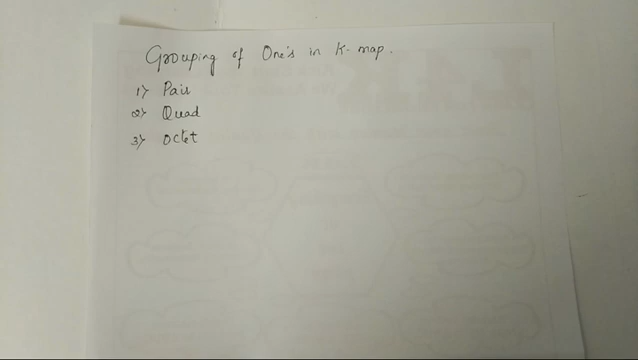 Grouping of One's in K-map.
1) Pair
2) Quad
3) Octet